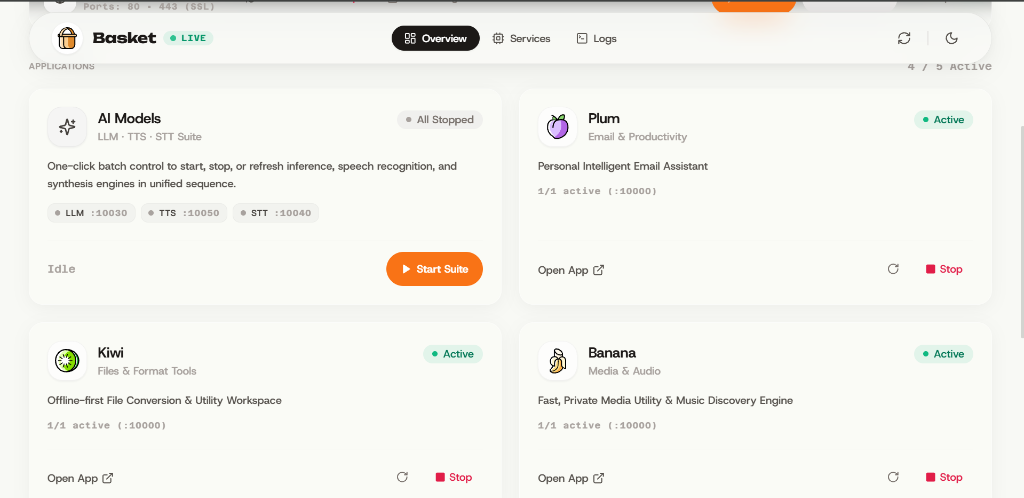 Ports: 80 · 443 (SSL)
Basket
LIVE
Overview
Services
Logs
APPLICATIONS
4 / 5 Active
AI Models
LLM · TTS · STT Suite
All Stopped
One-click batch control to start, stop, or refresh inference, speech recognition, and
synthesis engines in unified sequence.
LLM :10030
TTS :10050
STT :10040
Idle
Start Suite
Plum
Email & Productivity
Active
Personal Intelligent Email Assistant
1/1 active (:10000)
Open App
Stop
Kiwi
Files & Format Tools
Active
Offline-first File Conversion & Utility Workspace
1/1 active (:10000)
Open App
Stop
Banana
Media & Audio
Active
Fast, Private Media Utility & Music Discovery Engine
1/1 active (:10000)
Open App
Stop